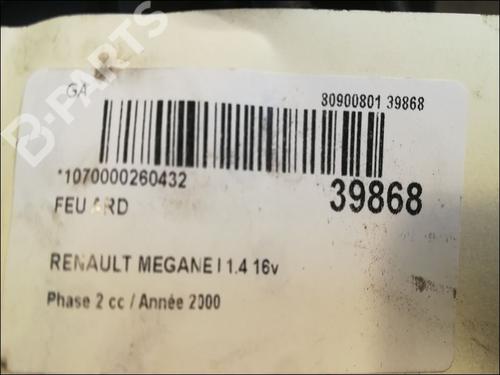 GA
30900801 39868
B-PARTS
*1070000260432
39868
FEU ARD
RENAULT MEGANE I 1.4 16v
Phase 2 cc / Année 2000